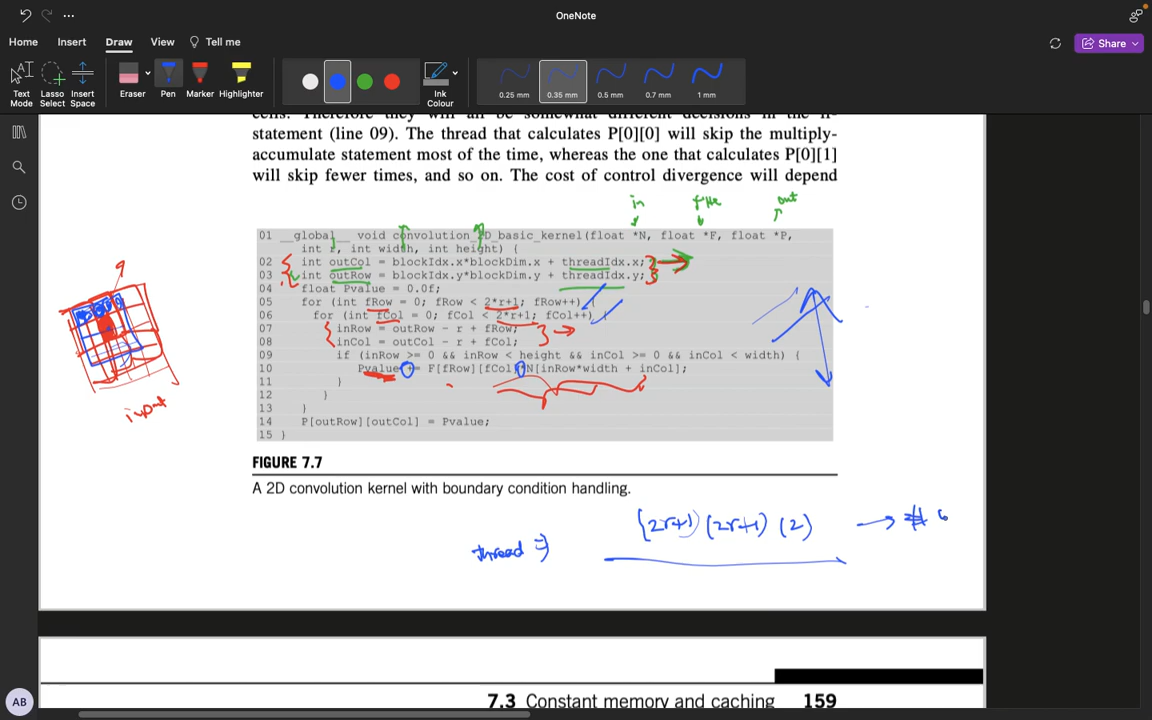 OneNote
Home Insert Draw View Tell me
Share
Text Mode
Lasso Select
Insert Space
Eraser
Pen
Marker
Highlighter
Ink Colour
0.25 mm
0.35 mm
0.5 mm
0.7 mm
1 mm
statement (line 09). The thread that calculates P[0][0] will skip the multiply-
accumulate statement most of the time, whereas the one that calculates P[0][1]
will skip fewer times, and so on. The cost of control divergence will depend
in
out
01 __global__ void convolution_2D_basic_kernel(float *N, float *F, float *P,
int r, int width, int height) {
02 int outCol = blockIdx.x*blockDim.x + threadIdx.x;
03 int outRow = blockIdx.y*blockDim.y + threadIdx.y;
04 float Pvalue = 0.0f;
05 for (int fRow = 0; fRow < 2*r+1; fRow++) {
06 for (int fCol = 0; fCol < 2*r+1; fCol++) {
07 inRow = outRow - r + fRow;
08 inCol = outCol - r + fCol;
09 if (inRow >= 0 && inRow < height && inCol >= 0 && inCol < width) {
10 Pvalue += F[fRow][fCol]*N[inRow*width + inCol];
11 }
12 }
13 }
14 P[outRow][outCol] = Pvalue;
15 }
input
FIGURE 7.7
A 2D convolution kernel with boundary condition handling.
(2r+1) (2r+1) (2) → #
thread ⇒
AB
7.3 Constant memory and caching 159